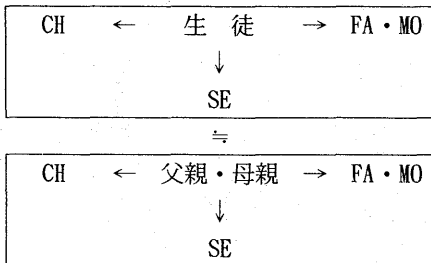 CH ← 生 徒 → FA・MO
↓
SE
≒
CH ← 父親・母親 → FA・MO
↓
SE